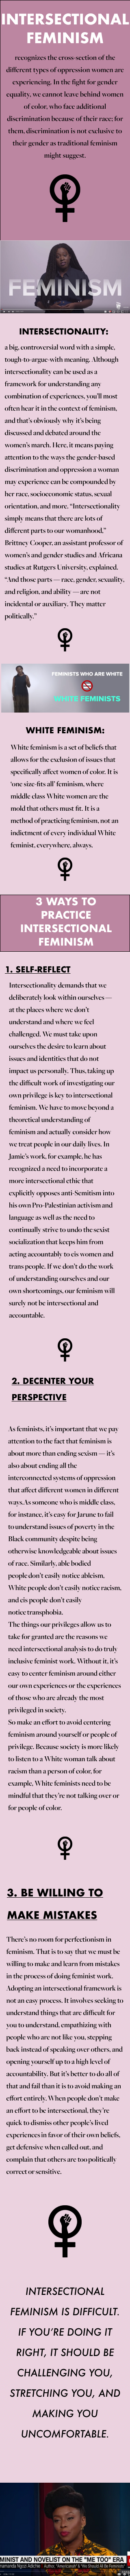 INTERSECTIONAL
FEMINISM
recognizes the cross-section of the
different types of oppression women are
experiencing. In the fight for gender
equality, we cannot leave behind women
of color, who face additional
discrimination because of their race; for
them, discrimination is not exclusive to
their gender as traditional feminism
might suggest.
FEMINISM
INTERSECTIONALITY:
a big, controversial word with a simple,
tough-to-argue-with meaning. Although
intersectionality can be used as a
framework for understanding any
combination of experiences, you'll most
often hear it in the context of feminism,
and that's obviously why it's being
discussed and debated around the
women's march. Here, it means paying
attention to the ways the gender-based
discrimination and oppression a woman
may experience can be compounded by
her race, socioeconomic status, sexual
orientation, and more. "Intersectionality
simply means that there are lots of
different parts to our womanhood,"
Brittney Cooper, an assistant professor of
women's and gender studies and Africana
studies at Rutgers University, explained.
"And those parts — race, gender, sexuality,
and religion, and ability — are not
incidental or auxiliary. They matter
politically."
FEMINISTS WHO ARE WHITE
WHITE FEMINISTS
WHITE FEMINISM:
White feminism is a set of beliefs that
allows for the exclusion of issues that
specifically affect women of color. It is
'one size-fits all' feminism, where
middle class White women are the
mold that others must fit. It is a
method of practicing feminism, not an
indictment of every individual White
feminist, everywhere, always.
3 WAYS TO
PRACTICE
INTERSECTIONAL
FEMINISM
1. SELF-REFLECT
Intersectionality demands that we
deliberately look within ourselves —
at the places where we don't
understand and where we feel
challenged. We must take upon
ourselves the desire to learn about
issues and identities that do not
impact us personally. Thus, taking up
the difficult work of investigating our
own privilege is key to intersectional
feminism. We have to move beyond a
theoretical understanding of
feminism and actually consider how
we treat people in our daily lives. In
Jamie's work, for example, he has
recognized a need to incorporate a
more intersectional ethic that
explicitly opposes anti-Semitism into
his own Pro-Palestinian activism and
language as well as the need to
continually strive to undo the sexist
socialization that keeps him from
acting accountably to cis women and
trans people. If we don't do the work
of understanding ourselves and our
own shortcomings, our feminism will
surely not be intersectional and
accountable.
2. DECENTER YOUR
PERSPECTIVE
As feminists, it's important that we pay
attention to the fact that feminism is
about more than ending sexism — it's
also about ending all the
interconnected systems of oppression
that affect different women in different
ways. As someone who is middle class,
for instance, it's easy for Jarune to fail
to understand issues of poverty in the
Black community despite being
otherwise knowledgeable about issues
of race. Similarly, able bodied
people don't easily notice ableism,
White people don't easily notice racism,
and cis people don't easily
notice transphobia.
The things our privileges allow us to
take for granted are the reasons we
need intersectional analysis to do truly
inclusive feminist work. Without it, it's
easy to center feminism around either
our own experiences or the experiences
of those who are already the most
privileged in society.
So make an effort to avoid centering
feminism around yourself or people of
privilege. Because society is more likely
to listen to a White woman talk about
racism than a person of color, for
example, White feminists need to be
mindful that they're not talking over or
for people of color.
3. BE WILLING TO
MAKE MISTAKES
There's no room for perfectionism in
feminism. That is to say that we must be
willing to make and learn from mistakes
in the process of doing feminist work.
Adopting an intersectional framework is
not an easy process. It involves seeking to
understand things that are difficult for
you to understand, empathizing with
people who are not like you, stepping
back instead of speaking over others, and
opening yourself up to a high level of
accountability. But it's better to do all of
that and fail than it is to avoid making an
effort entirely. When people don't make
an effort to be intersectional, they're
quick to dismiss other people's lived
experiences in favor of their own beliefs,
get defensive when called out, and
complain that others are too politically
correct or sensitive.
INTERSECTIONAL
FEMINISM IS DIFFICULT.
IF YOU'RE DOING IT
RIGHT, IT SHOULD BE
CHALLENGING YOU,
STRETCHING YOU, AND
MAKING YOU
UNCOMFORTABLE.
MINIST AND NOVELIST ON THE "ME TOO" ERA
mamanda Ngozi Adichie